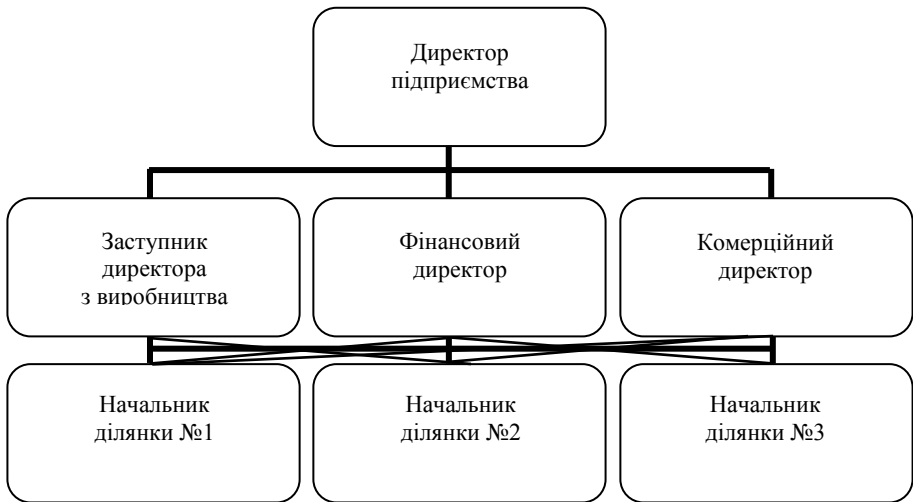 Директор
підприємства
Заступник
директора
з виробництва
Фінансовий
директор
Комерційний
директор
Начальник
ділянки №1
Начальник
ділянки №2
Начальник
ділянки №3